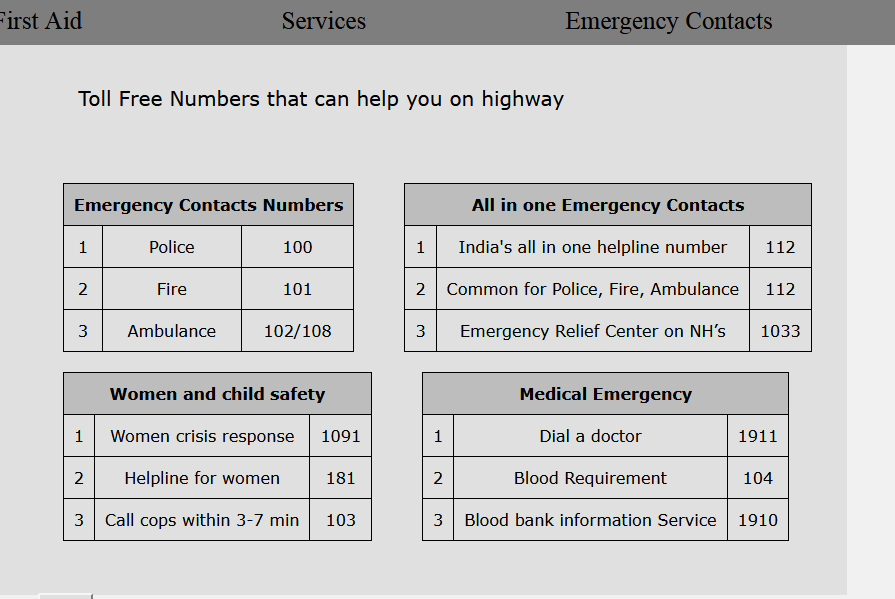 First Aid Services Emergency Contacts
Toll Free Numbers that can help you on highway
Emergency Contacts Numbers
1 Police 100
2 Fire 101
3 Ambulance 102/108
All in one Emergency Contacts
1 India's all in one helpline number 112
2 Common for Police, Fire, Ambulance 112
3 Emergency Relief Center on NH’s 1033
Women and child safety
1 Women crisis response 1091
2 Helpline for women 181
3 Call cops within 3-7 min 103
Medical Emergency
1 Dial a doctor 1911
2 Blood Requirement 104
3 Blood bank information Service 1910